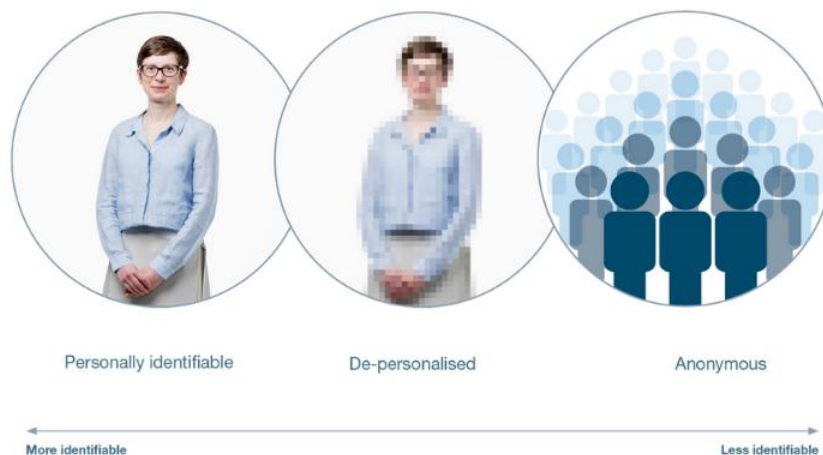 Personally identifiable
De-personalised
Anonymous
More identifiable
Less identifiable